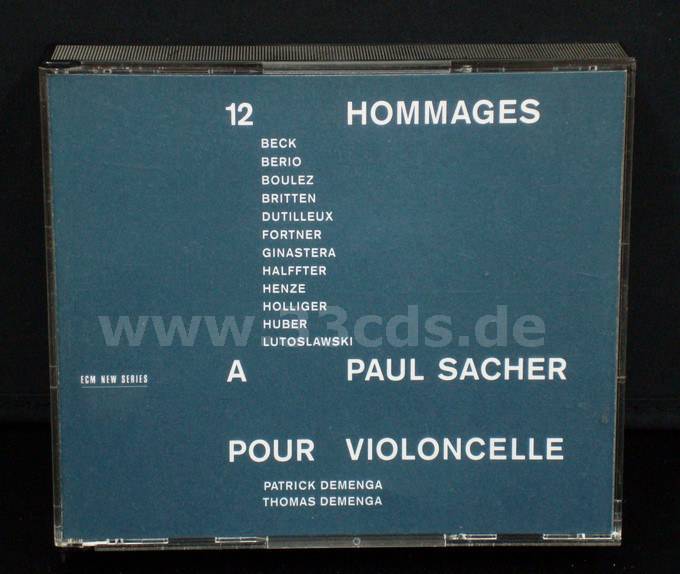 12 HOMMAGES
BECK
BERIO
BOULEZ
BRITTEN
DUTILLEUX
FORTNER
GINASTERA
HALFFTER
HENZE
HOLLIGER
HUBER
LUTOSLAWSKI
www.a3cds.de
A PAUL SACHER
ECM NEW SERIES
POUR VIOLONCELLE
PATRICK DEMENGA
THOMAS DEMENGA